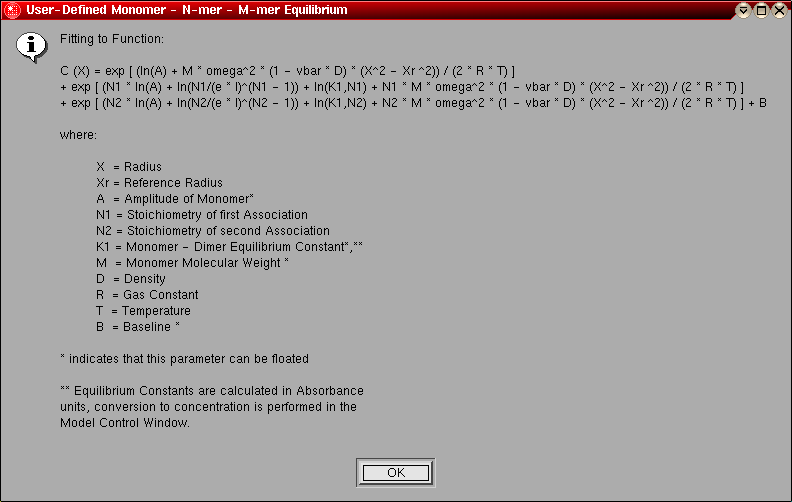 User-Defined Monomer - N-mer - M-mer Equilibrium
Fitting to Function:
C (X) = exp [ (ln(A) + M * omega^2 * (1 - vbar * D) * (X^2 - Xr^2)) / (2 * R * T) ]
+ exp [ (N1 * ln(A) + ln(N1/(e * l)^(N1 - 1)) + ln(K1,N1) + N1 * M * omega^2 * (1 - vbar * D) * (X^2 - Xr ^2)) / (2 * R * T) ]
+ exp [ (N2 * ln(A) + ln(N2/(e * l)^(N2 - 1)) + ln(K1,N2) + N2 * M * omega^2 * (1 - vbar * D) * (X^2 - Xr ^2)) / (2 * R * T) ] + B
where:
X = Radius
Xr = Reference Radius
A = Amplitude of Monomer*
N1 = Stoichiometry of first Association
N2 = Stoichiometry of second Association
K1 = Monomer - Dimer Equilibrium Constant*,**
M = Monomer Molecular Weight *
D = Density
R = Gas Constant
T = Temperature
B = Baseline *
* indicates that this parameter can be floated
** Equilibrium Constants are calculated in Absorbance
units, conversion to concentration is performed in the
Model Control Window.
OK